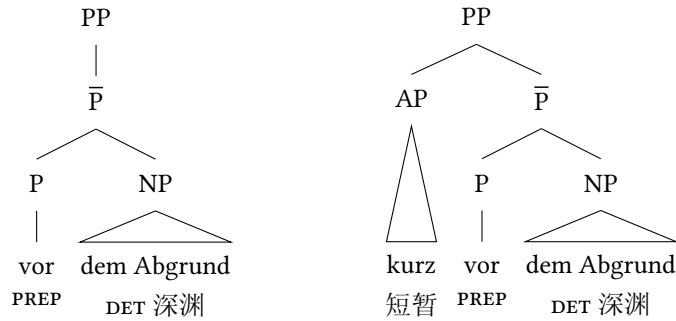 PP PP
P̅ AP P̅
P NP P NP
vor dem Abgrund kurz vor dem Abgrund
PREP DET 深渊 短暂 PREP DET 深渊